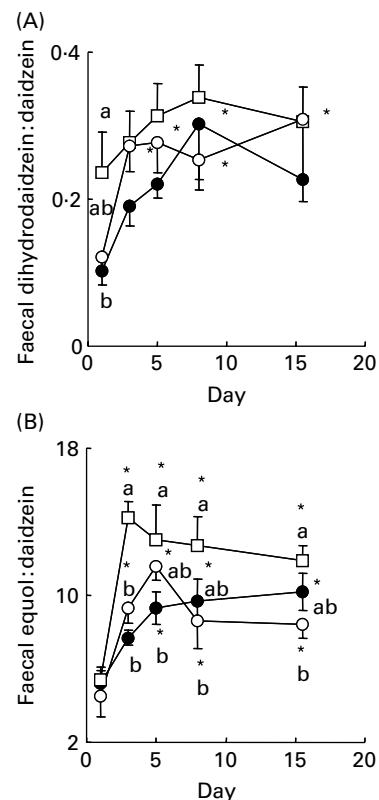 (A)
0·4
a
*
*
*
*
ab
0·2
b
0
0 5 10 15 20
Day
Faecal dihydrodaidzein:daidzein
(B)
18
* * * *
a a a a
* * * *
b ab ab ab
10
b * b * b * b
2
0 5 10 15 20
Day
Faecal equol:daidzein